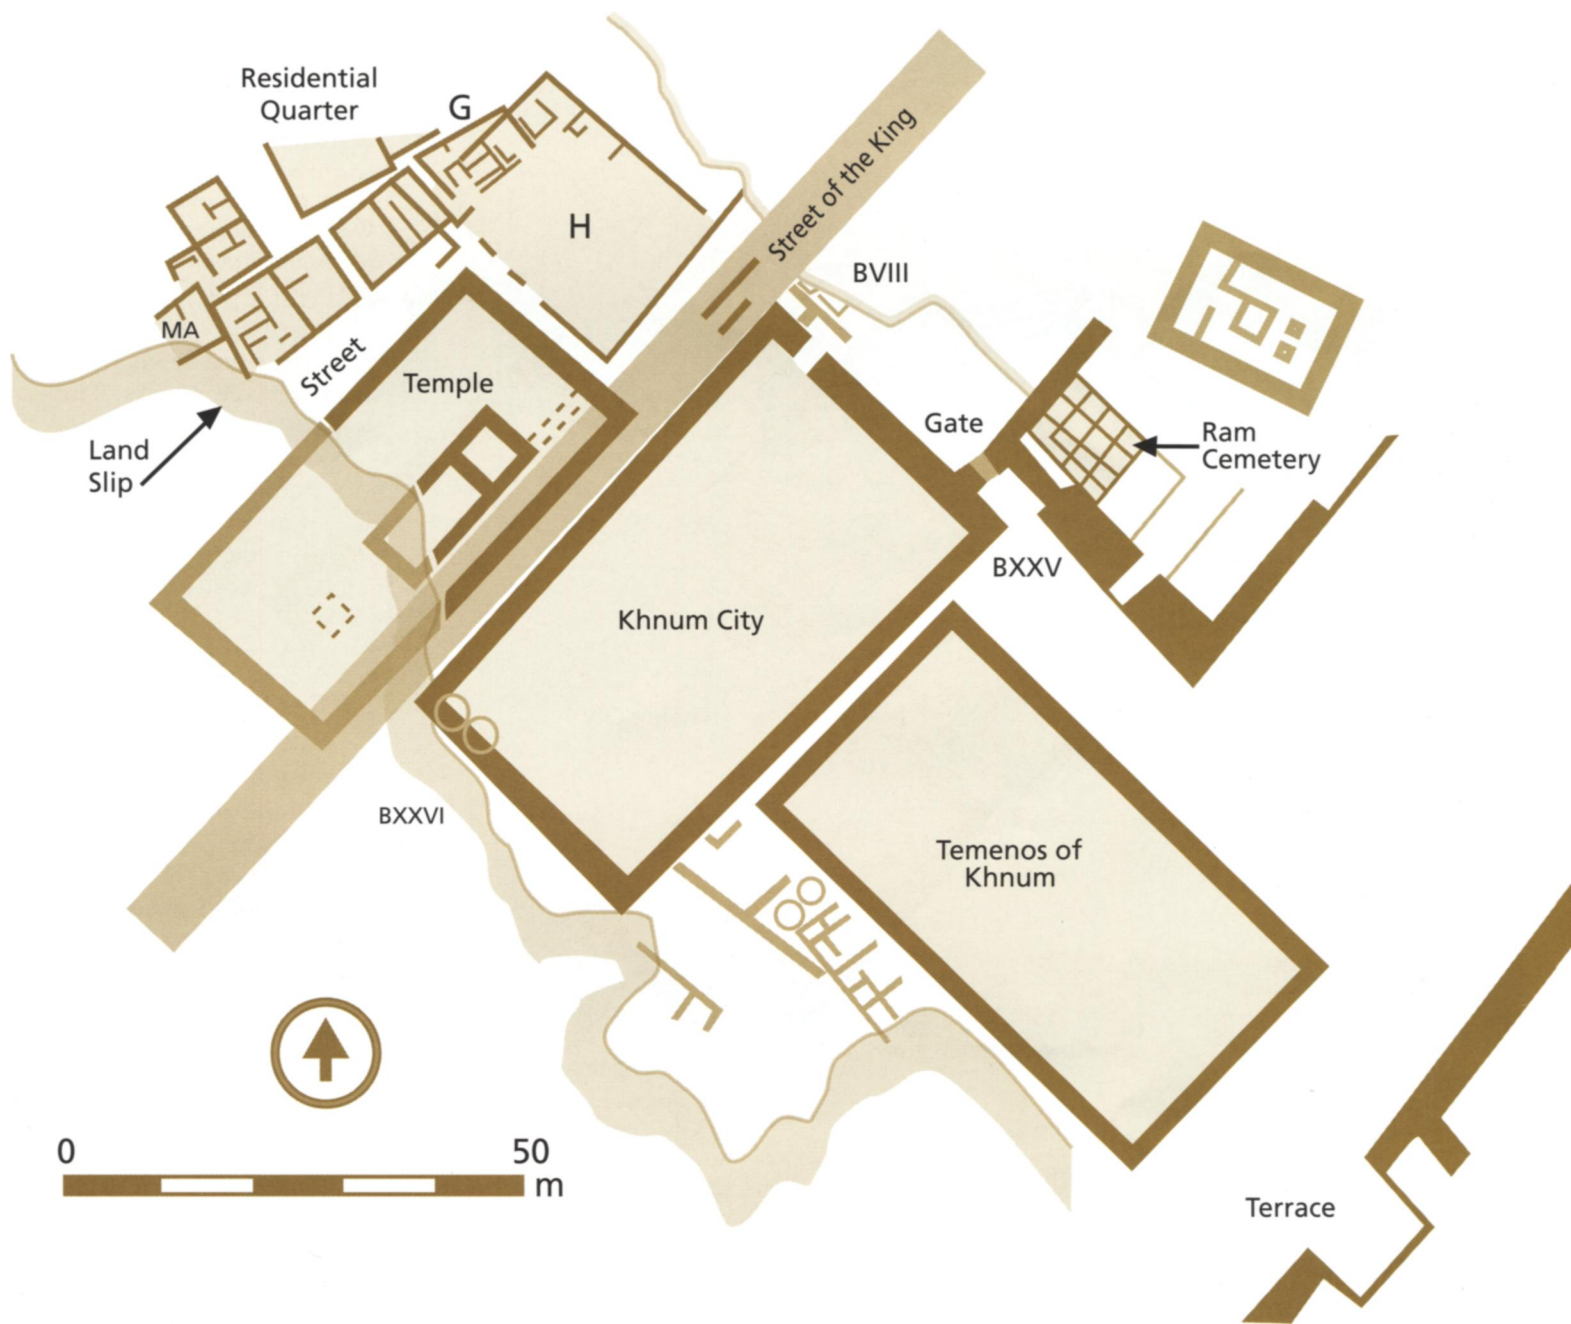 Residential
Quarter
G
H
Street of the King
BVIII
MA
Street
Temple
Land
Slip
Gate
Ram
Cemetery
BXXV
Khnum City
BXXVI
Temenos of
Khnum
0
50
m
Terrace